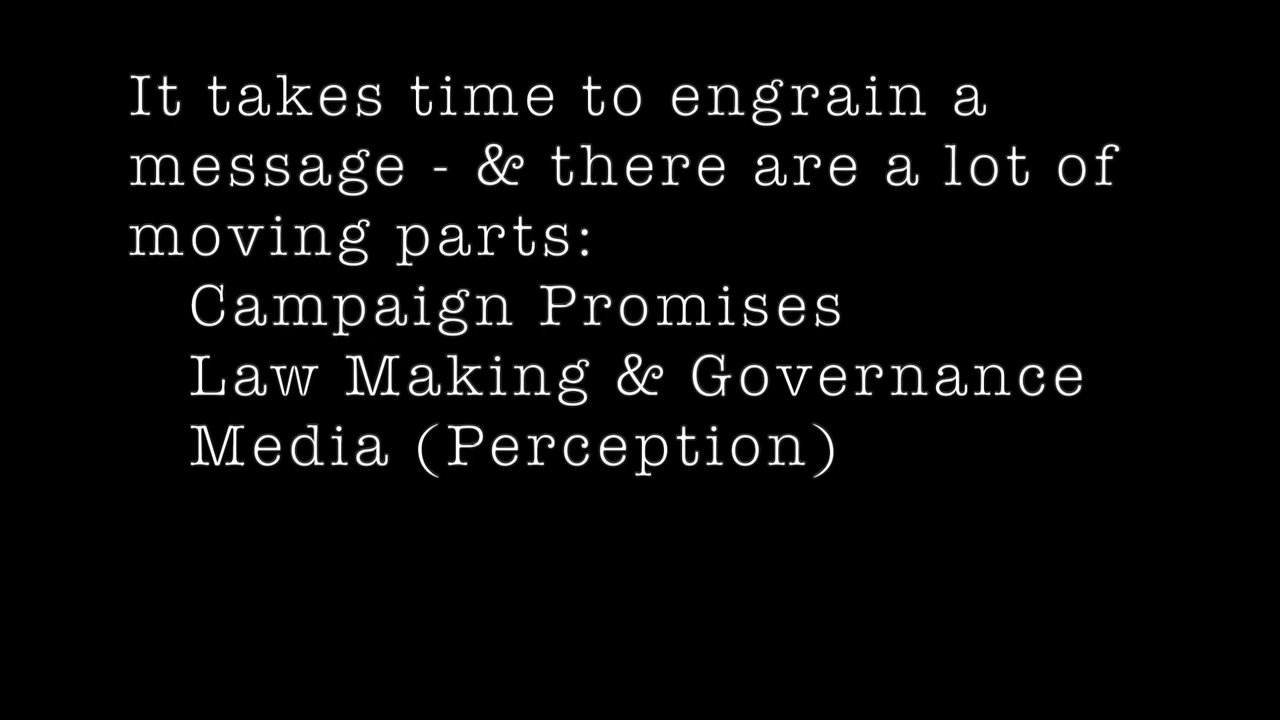 It takes time to engrain a
message - & there are a lot of
moving parts:
Campaign Promises
Law Making & Governance
Media (Perception)